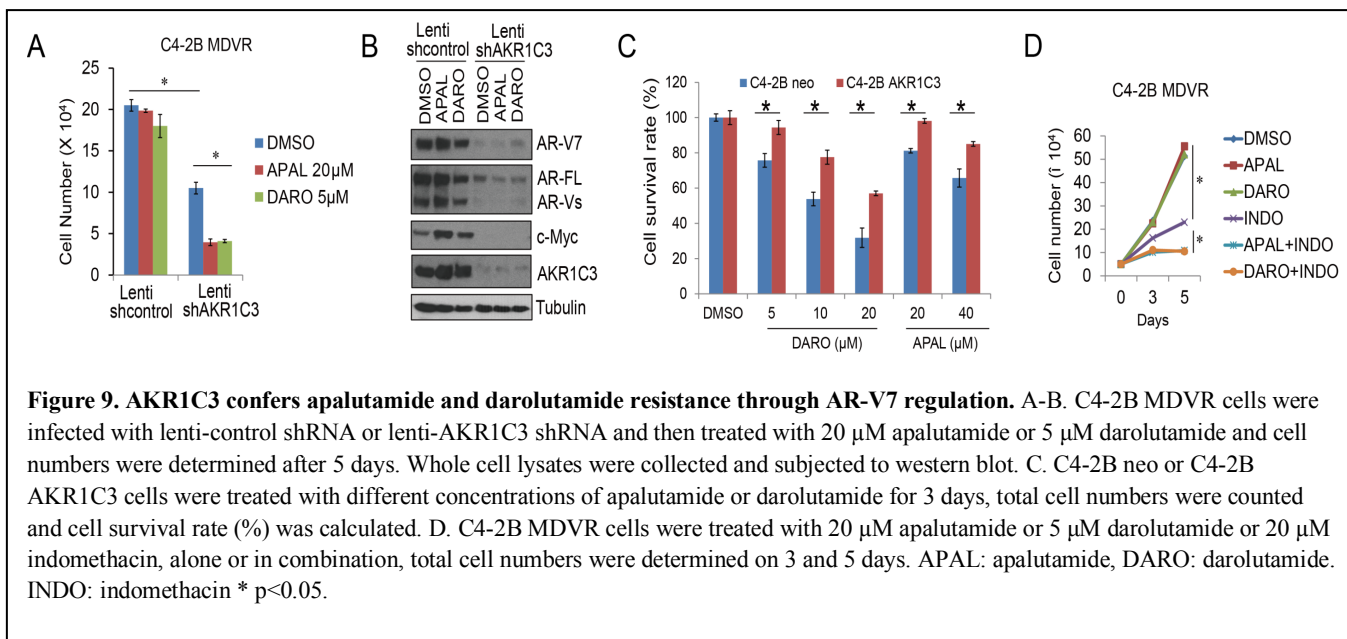 A
C4-2B MDVR
Cell Number (X 10⁴)
25
20
15
10
5
0
*
*
DMSO
APAL 20µM
DARO 5µM
Lenti
shcontrol
Lenti
shAKR1C3
B
Lenti
shcontrol
Lenti
shAKR1C3
DMSO
APAL
DARO
DMSO
APAL
DARO
AR-V7
AR-FL
AR-Vs
c-Myc
AKR1C3
Tubulin
C
C4-2B neo
C4-2B AKR1C3
Cell survival rate (%)
120
100
80
60
40
20
0
* * * * *
DMSO 5 10 20 20 40
DARO (µM) APAL (µM)
D
C4-2B MDVR
Cell number (ï 10⁴)
60
50
40
30
20
10
0
0 3 5
Days
*
*
DMSO
APAL
DARO
INDO
APAL+INDO
DARO+INDO
Figure 9. AKR1C3 confers apalutamide and darolutamide resistance through AR-V7 regulation. A-B. C4-2B MDVR cells were
infected with lenti-control shRNA or lenti-AKR1C3 shRNA and then treated with 20 µM apalutamide or 5 µM darolutamide and cell
numbers were determined after 5 days. Whole cell lysates were collected and subjected to western blot. C. C4-2B neo or C4-2B
AKR1C3 cells were treated with different concentrations of apalutamide or darolutamide for 3 days, total cell numbers were counted
and cell survival rate (%) was calculated. D. C4-2B MDVR cells were treated with 20 µM apalutamide or 5 µM darolutamide or 20 µM
indomethacin, alone or in combination, total cell numbers were determined on 3 and 5 days. APAL: apalutamide, DARO: darolutamide.
INDO: indomethacin * p<0.05.